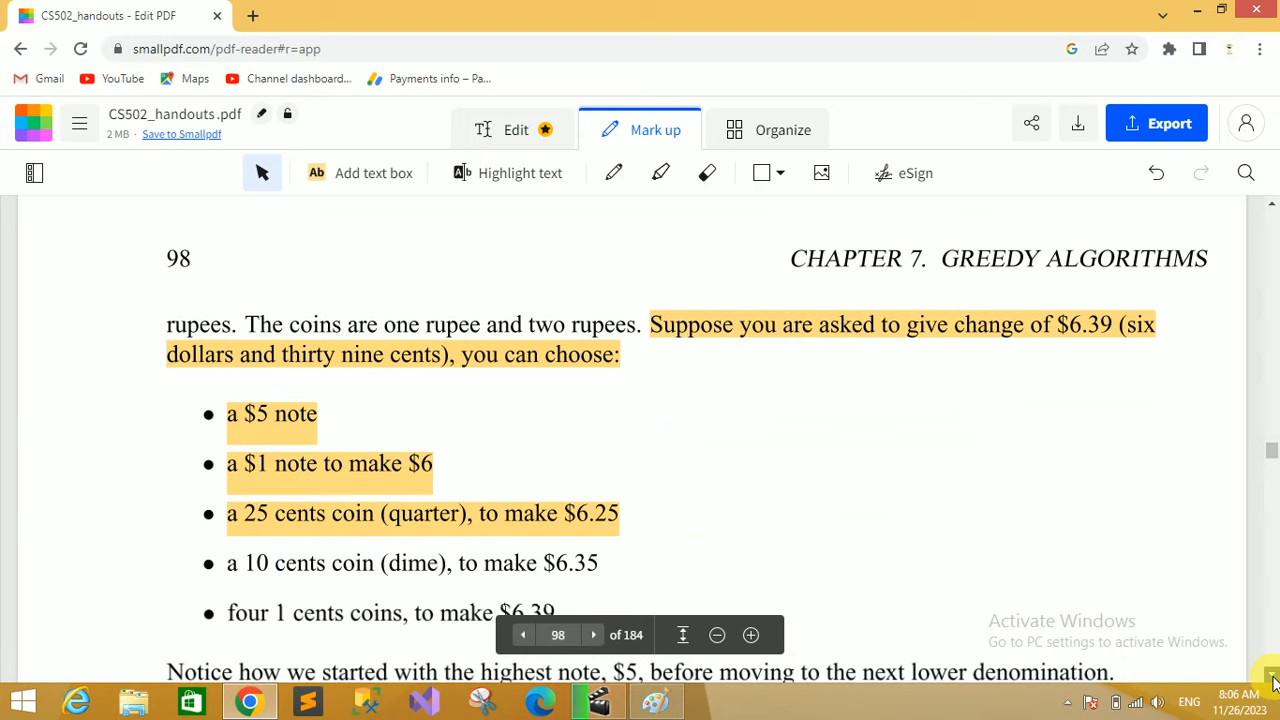 CS502_handouts - Edit PDF
smallpdf.com/pdf-reader#r=app
Gmail YouTube Maps Channel dashboard... Payments info – Pa...
CS502_handouts .pdf
2 MB • Save to Smallpdf
Edit Mark up Organize Export
Ab Add text box Highlight text eSign
98 CHAPTER 7. GREEDY ALGORITHMS
rupees. The coins are one rupee and two rupees. Suppose you are asked to give change of $6.39 (six
dollars and thirty nine cents), you can choose:
• a $5 note
• a $1 note to make $6
• a 25 cents coin (quarter), to make $6.25
• a 10 cents coin (dime), to make $6.35
• four 1 cents coins, to make $6.39
98 of 184
Activate Windows
Go to PC settings to activate Windows.
Notice how we started with the highest note, $5, before moving to the next lower denomination.
ENG
8:06 AM
11/26/2023